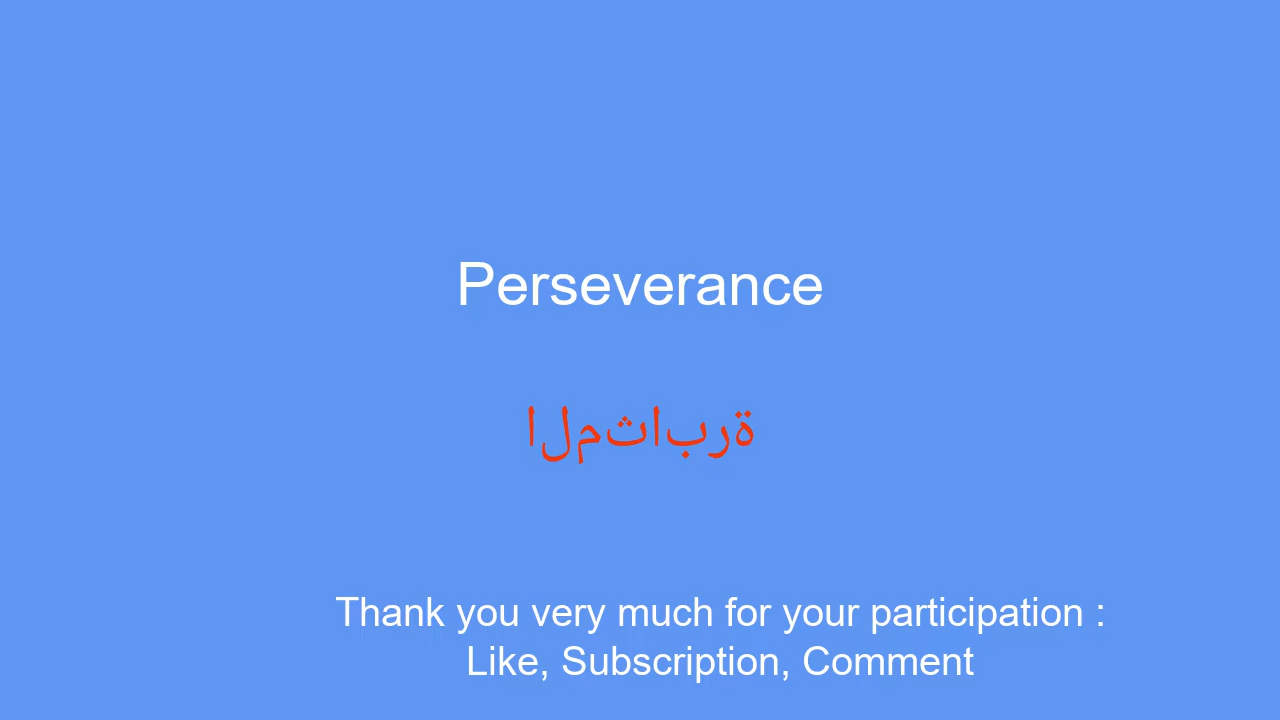 Perseverance
المثابرة
Thank you very much for your participation :
Like, Subscription, Comment